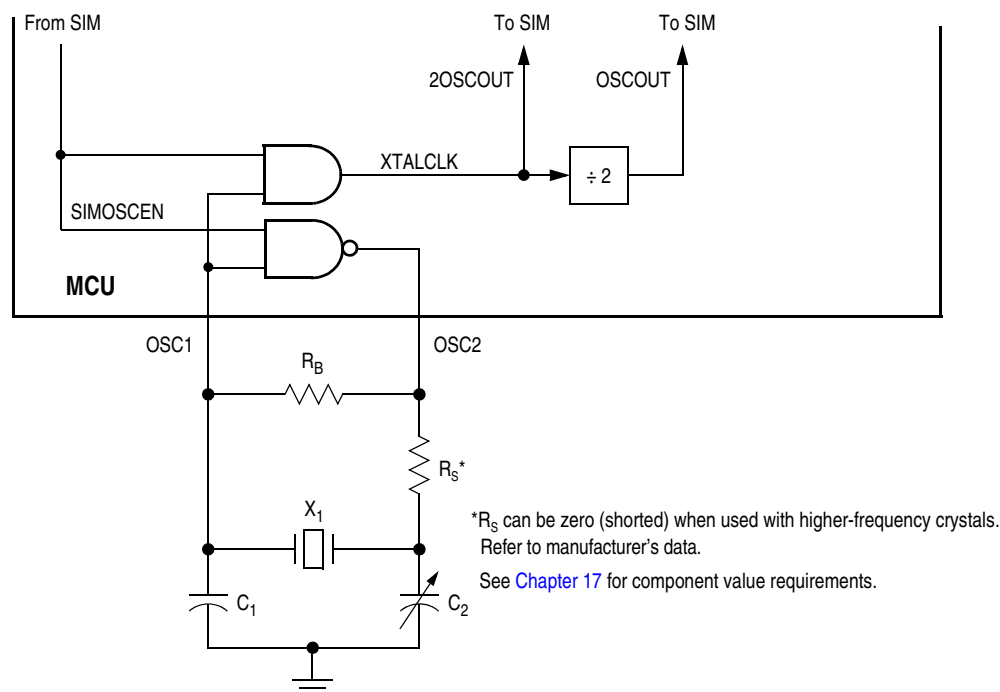 From SIM
To SIM
To SIM
2OSCOUT
OSCOUT
XTALCLK
÷ 2
SIMOSCEN
MCU
OSC1
OSC2
RB
RS*
X1
*RS can be zero (shorted) when used with higher-frequency crystals.
Refer to manufacturer's data.
See Chapter 17 for component value requirements.
C1
C2